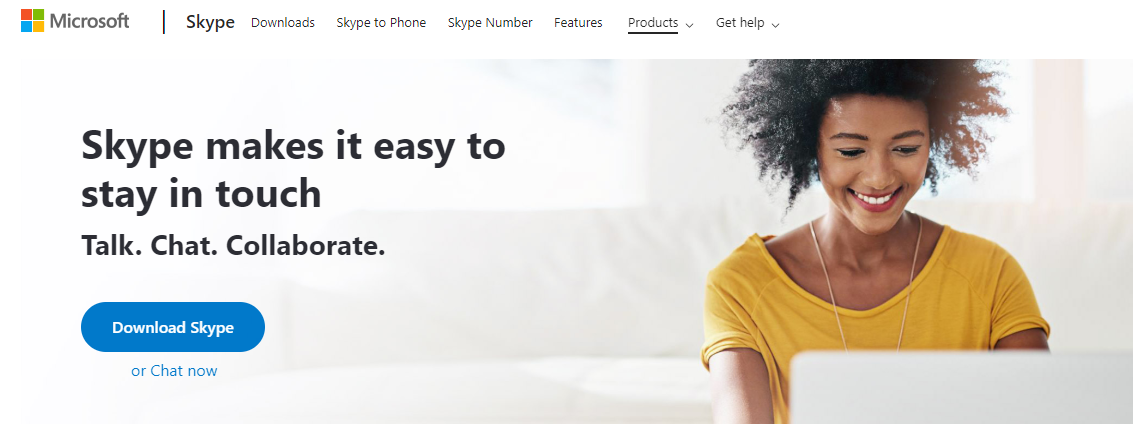 Microsoft | Skype Downloads Skype to Phone Skype Number Features Products Get help
Skype makes it easy to
stay in touch
Talk. Chat. Collaborate.
Download Skype
or Chat now